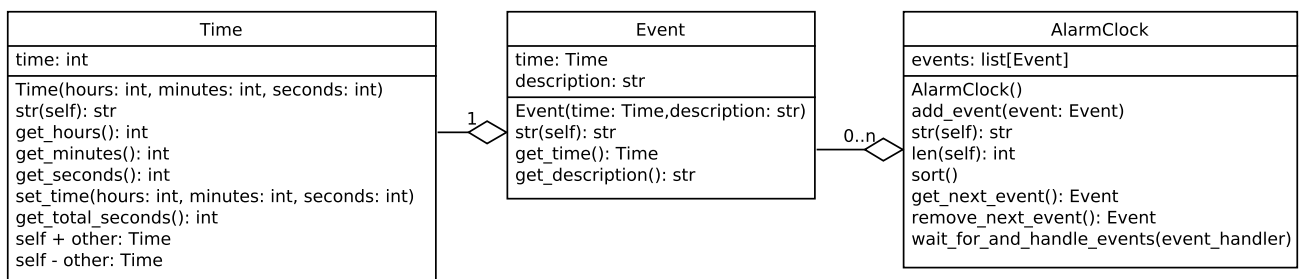 Time
time: int
Time(hours: int, minutes: int, seconds: int)
str(self): str
get_hours(): int
get_minutes(): int
get_seconds(): int
set_time(hours: int, minutes: int, seconds: int)
get_total_seconds(): int
self + other: Time
self - other: Time
1
Event
time: Time
description: str
Event(time: Time,description: str)
str(self): str
get_time(): Time
get_description(): str
0..n
AlarmClock
events: list[Event]
AlarmClock()
add_event(event: Event)
str(self): str
len(self): int
sort()
get_next_event(): Event
remove_next_event(): Event
wait_for_and_handle_events(event_handler)